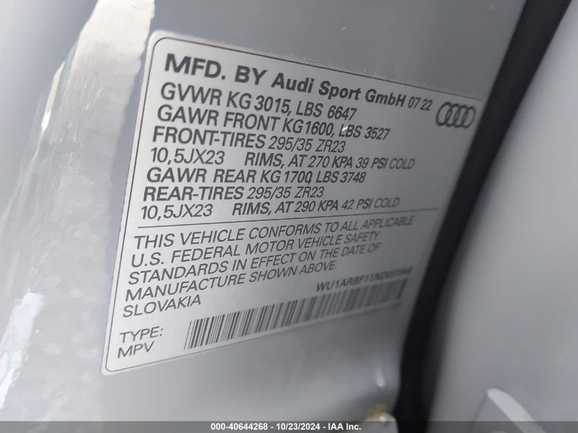 MFD. BY Audi Sport GmbH 07 22
GVWR KG 3015, LBS 6647
GAWR FRONT KG 1600, LBS 3527
FRONT-TIRES 295/35 ZR23
10,5JX23 RIMS, AT 270 KPA 39 PSI COLD
GAWR REAR KG 1700, LBS 3748
REAR-TIRES 295/35 ZR23
10,5JX23 RIMS, AT 290 KPA 42 PSI COLD
THIS VEHICLE CONFORMS TO ALL APPLICABLE
U.S. FEDERAL MOTOR VEHICLE SAFETY
STANDARDS IN EFFECT ON THE DATE OF
MANUFACTURE SHOWN ABOVE.
SLOVAKIA
TYPE:
MPV
000-40644268 - 10/23/2024 - IAA Inc.